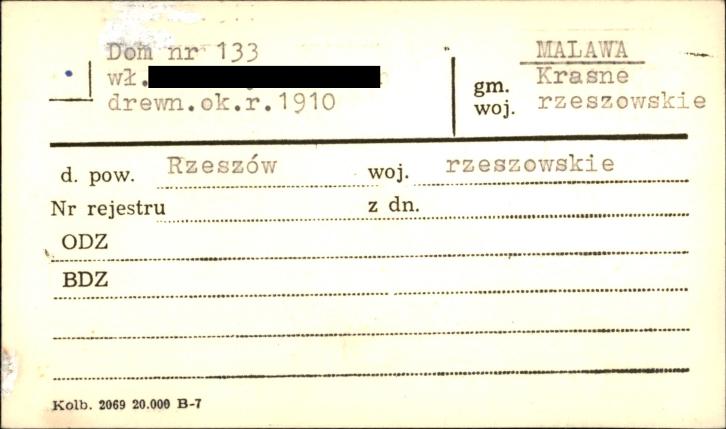 Dom nr 133
wł.
drewn.ok.r.1910
MALAWA
gm. Krasne
woj. rzeszowskie
d. pow. Rzeszów woj. rzeszowskie
Nr rejestru z dn.
ODZ
BDZ
Kolb. 2069 20.000 B-7